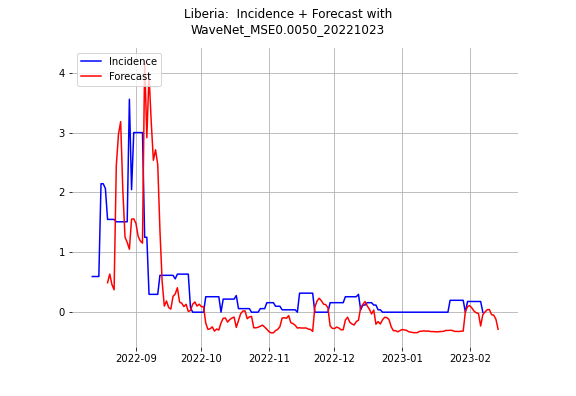 Liberia:  Incidence + Forecast with
WaveNet_MSE0.0050_20221023
Incidence
Forecast
4
3
2
1
0
2022-09
2022-10
2022-11
2022-12
2023-01
2023-02